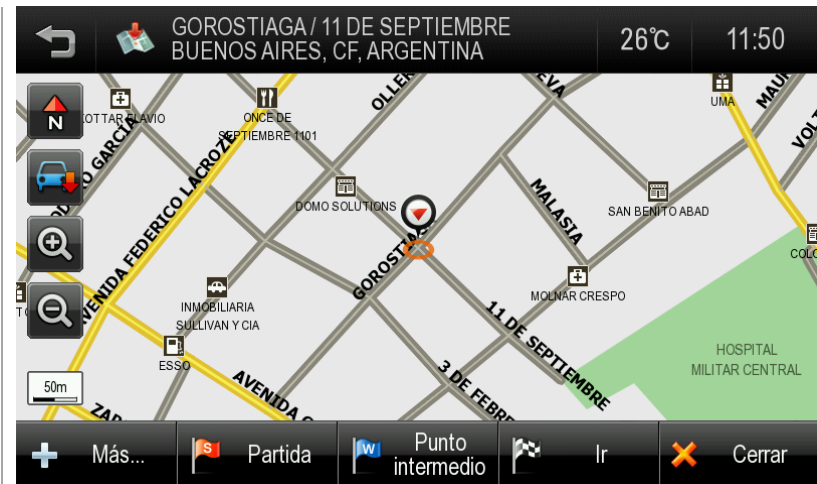 GOROSTIAGA / 11 DE SEPTIEMBRE
BUENOS AIRES, CF, ARGENTINA
26°C
11:50
N
OTTAR FLAVIO
ONCE DE
SEPTIEMBRE 1101
UMA
DOMO SOLUTIONS
MALASIA
SAN BENITO ABAD
AVENIDA FEDERICO LACROZE
GOROSTIAGA
MOLNAR CRESPO
INMOBILIARIA
SULLIVAN Y CIA
11 DE SEPTIEMBRE
ESSO
HOSPITAL
MILITAR CENTRAL
50m
AVENIDA
3 DE FEBRE
Más...
S
Partida
W
Punto
intermedio
Ir
Cerrar